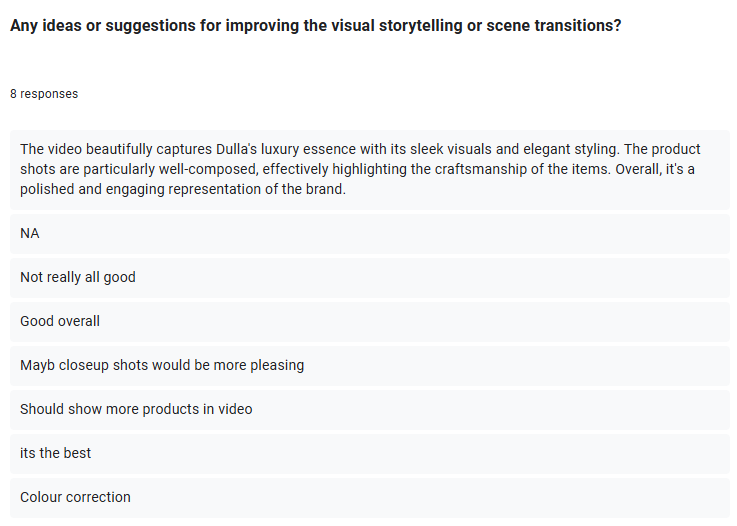 Any ideas or suggestions for improving the visual storytelling or scene transitions?
8 responses
The video beautifully captures Dulla's luxury essence with its sleek visuals and elegant styling. The product
shots are particularly well-composed, effectively highlighting the craftsmanship of the items. Overall, it's a
polished and engaging representation of the brand.
NA
Not really all good
Good overall
Mayb closeup shots would be more pleasing
Should show more products in video
its the best
Colour correction